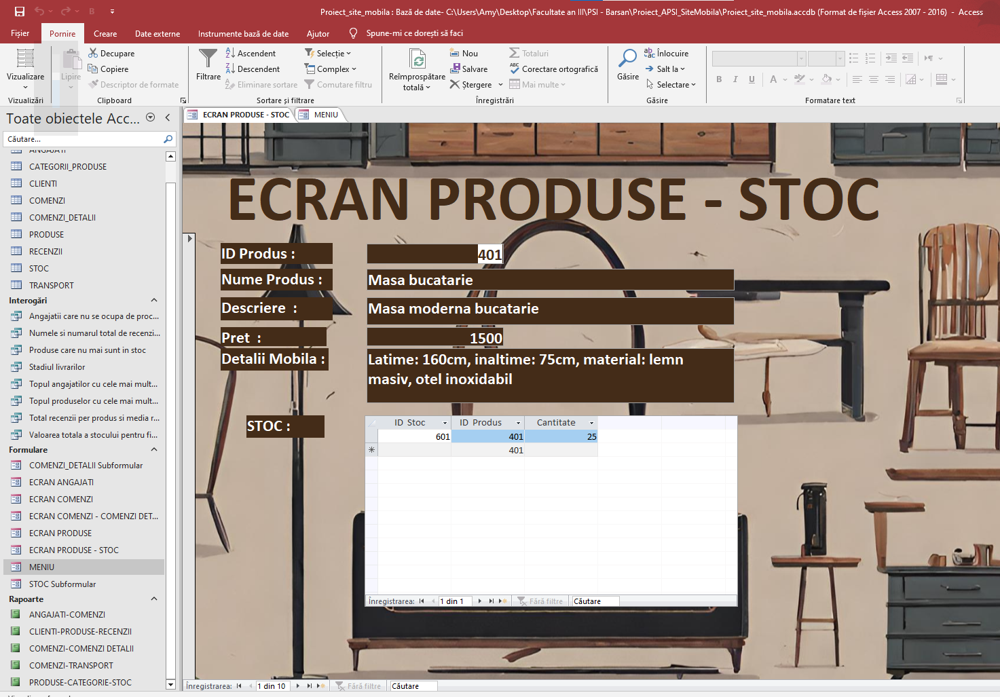 Proiect_site_mobila : Bază de date- C:\Users\Amy\Desktop\Facultate an III\PSI - Barsan\Proiect_APSI_SiteMobila\Proiect_site_mobila.accdb (Format de fișier Access 2007 - 2016) - Access
Fișier Pornire Creare Date externe Instrumente bază de date Ajutor Spune-mi ce dorești să faci
Vizualizare
Vizualizări
Lipire
Decupare
Copiere
Descriptor de formate
Clipboard
Filtrare
Ascendent
Descendent
Eliminare sortare
Selecție
Complex
Comutare filtru
Sortare și filtrare
Reîmprospătare
totală
Nou
Salvare
Ștergere
Totaluri
Corectare ortografică
Mai multe
Înregistrări
Găsire
Înlocuire
Salt la
Selectare
Găsire
B I U A
Formatare text
Toate obiectele Acc...
Căutare...
ANGAJATI
CATEGORII_PRODUSE
CLIENTI
COMENZI
COMENZI_DETALII
PRODUSE
RECENZII
STOC
TRANSPORT
Interogări
Angajatii care nu se ocupa de proc...
Numele si numarul total de recenzi...
Produse care nu mai sunt in stoc
Stadiul livrarilor
Topul angajatilor cu cele mai mult...
Topul produselor cu cele mai mult...
Total recenzii per produs si media r...
Valoarea totala a stocului pentru fi...
Formulare
COMENZI_DETALII Subformular
ECRAN ANGAJATI
ECRAN COMENZI
ECRAN COMENZI - COMENZI DET...
ECRAN PRODUSE
ECRAN PRODUSE - STOC
MENIU
STOC Subformular
Rapoarte
ANGAJATI-COMENZI
CLIENTI-PRODUSE-RECENZII
COMENZI-COMENZI DETALII
COMENZI-TRANSPORT
PRODUSE-CATEGORIE-STOC
ECRAN PRODUSE - STOC MENIU
ECRAN PRODUSE - STOC
ID Produs : 401
Nume Produs : Masa bucatarie
Descriere : Masa moderna bucatarie
Pret : 1500
Detalii Mobila : Latime: 160cm, inaltime: 75cm, material: lemn
masiv, otel inoxidabil
STOC :
ID Stoc ID Produs Cantitate
601 401 25
401
Înregistrarea: 1 din 1 Fără filtre Căutare
Înregistrarea: 1 din 10 Fără filtre Căutare